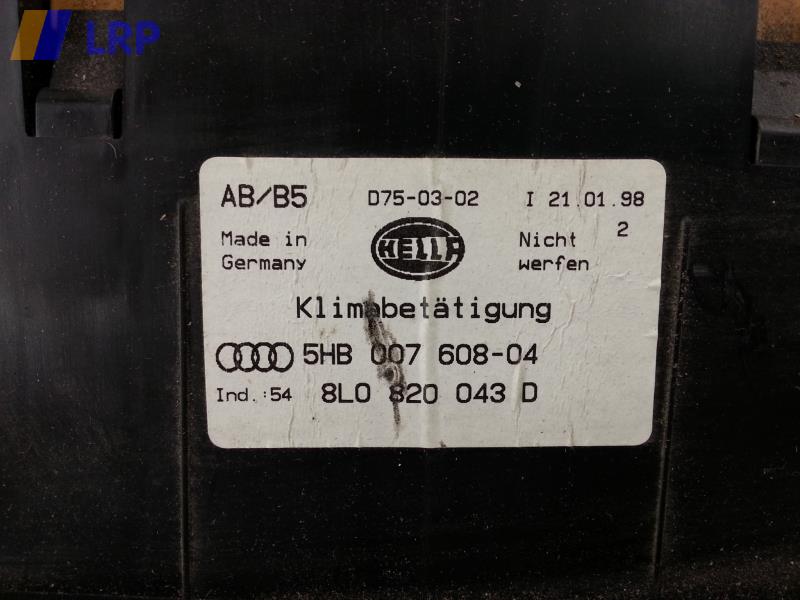 LRP
AB/B5 D75-03-02 I 21.01.98
Made in Germany
HELLA
Nicht werfen
2
Klimabetätigung
5HB 007 608-04
Ind.:54 8L0 820 043 D